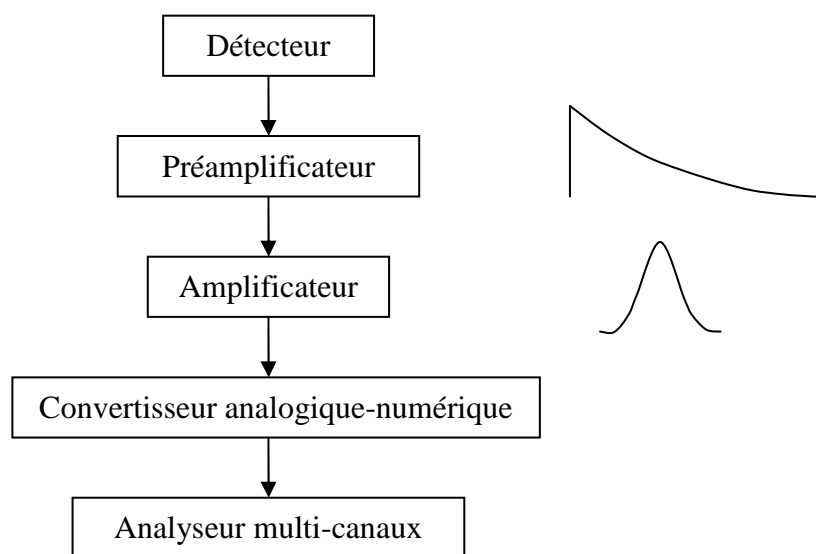 Détecteur
Préamplificateur
Amplificateur
Convertisseur analogique-numérique
Analyseur multi-canaux